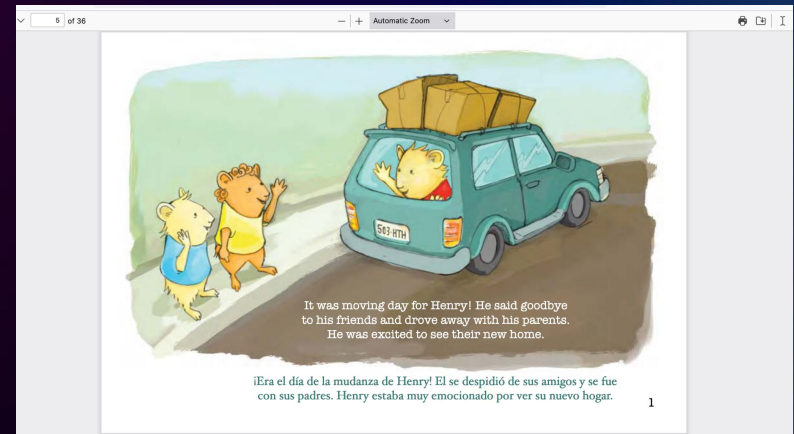 5 of 36
Automatic Zoom
503·HTH
It was moving day for Henry! He said goodbye
to his friends and drove away with his parents.
He was excited to see their new home.
¡Era el día de la mudanza de Henry! El se despidió de sus amigos y se fue
con sus padres. Henry estaba muy emocionado por ver su nuevo hogar.
1